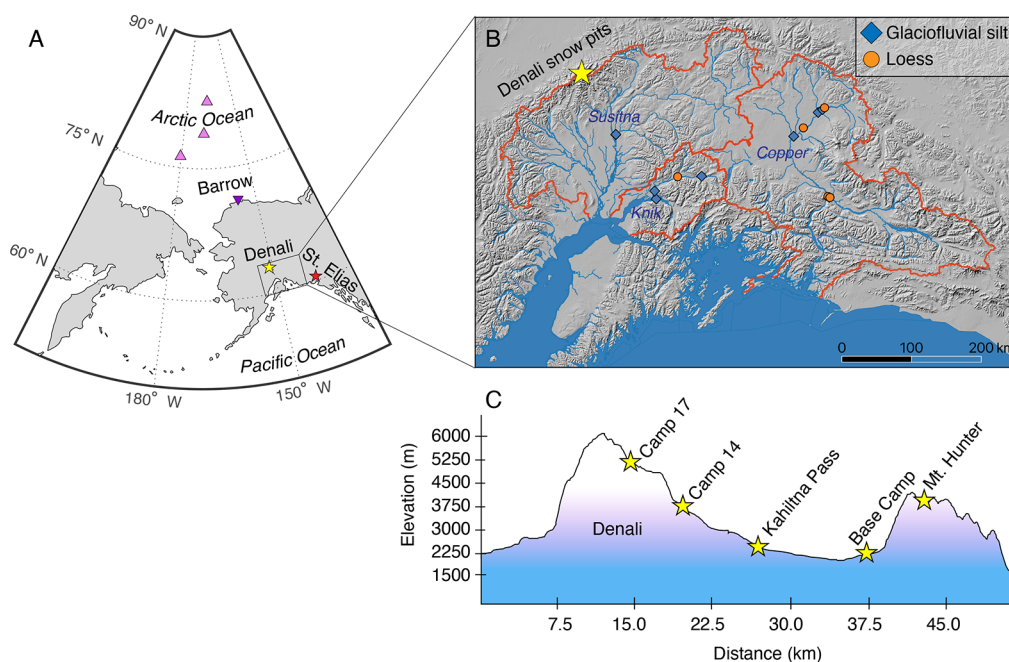 A
90° N
75° N
60° N
Arctic Ocean
Barrow
Denali
St. Elias
Pacific Ocean
180° W
150° W
B
Denali snow pits
Glaciofluvial silt
Loess
Susitna
Copper
Knik
0 100 200 km
C
Elevation (m)
6000
5250
4500
3750
3000
2250
1500
Camp 17
Camp 14
Kahiltna Pass
Base Camp
Mt. Hunter
Denali
7.5 15.0 22.5 30.0 37.5 45.0
Distance (km)